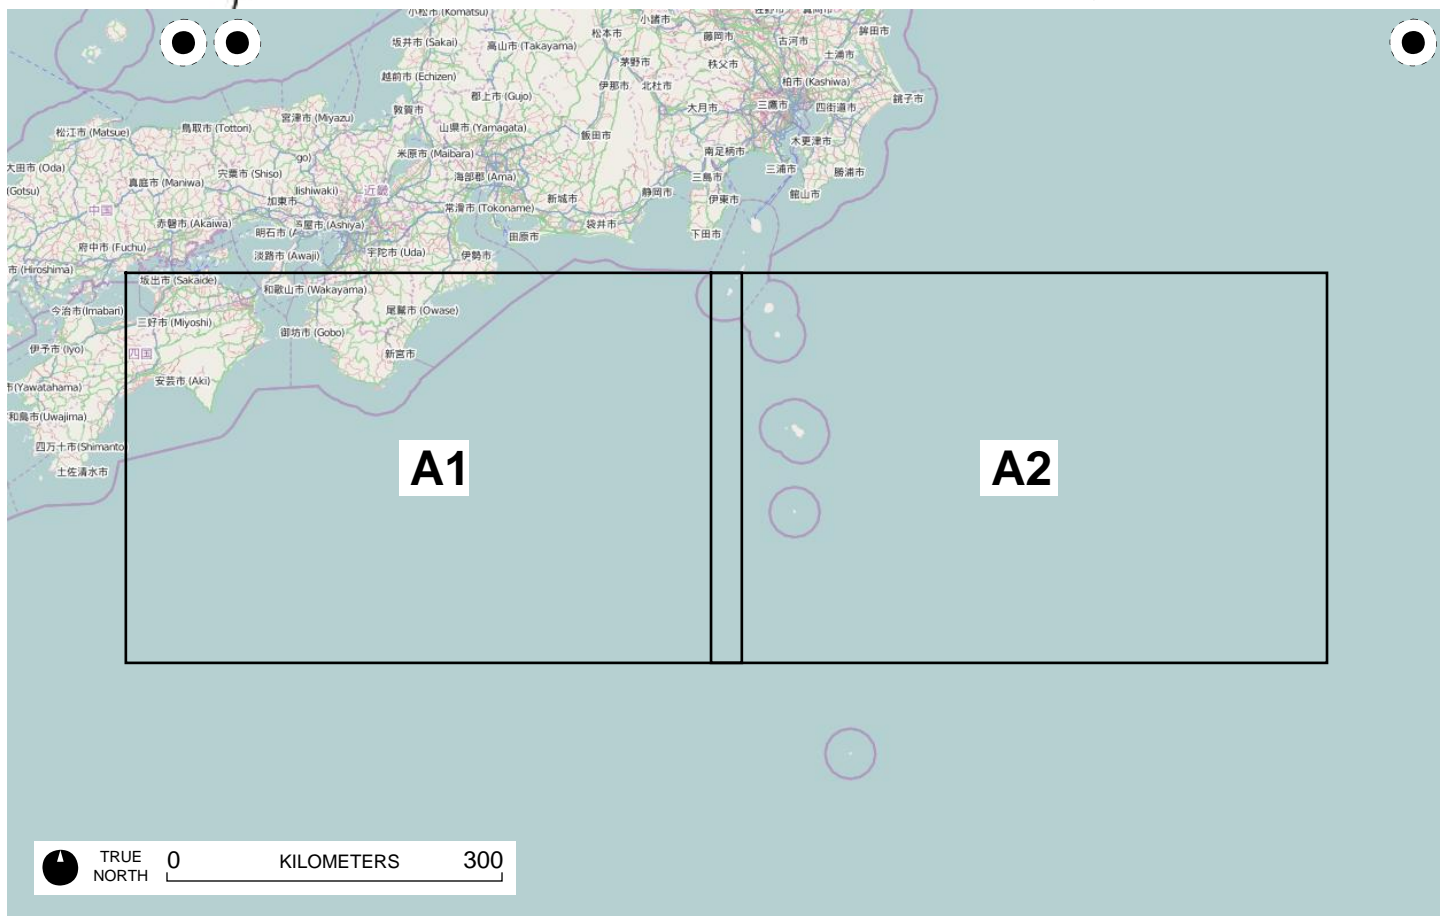 小松市 (Komatsu)
小諸市
松本市
坂井市 (Sakai)
高山市 (Takayama)
藤岡市
古河市
鉾田市
土浦市
茅野市
秩父市
越前市 (Echizen)
伊那市
北杜市
柏市 (Kashiwa)
郡上市 (Gujo)
敦賀市
大月市
三鷹市
四街道市
銚子市
宮津市 (Miyazu)
松江市 (Matsue)
鳥取市 (Tottori)
山県市 (Yamagata)
飯田市
木更津市
米原市 (Maibara)
南足柄市
go)
大田市 (Oda)
宍粟市 (Shiso)
海部郡 (Ama)
三島市
三浦市
勝浦市
(Gotsu)
真庭市 (Maniwa)
lishiwaki)
近畿
静岡市
館山市
加東市
新城市
伊東市
中国
常滑市 (Tokoname)
赤磐市 (Akaiwa)
芦屋市 (Ashiya)
袋井市
明石市 (A
田原市
下田市
府中市 (Fuchu)
淡路市 (Awaji)
宇陀市 (Uda)
伊勢市
市 (Hiroshima)
坂出市 (Sakaide)
和歌山市 (Wakayama)
今治市(Imabari)
尾鷲市 (Owase)
三好市 (Miyoshi)
御坊市 (Gobo)
伊予市 (Iyo)
四国
新宮市
市(Yawatahama)
安芸市 (Aki)
和島市(Uwajima)
四万十市(Shimanto
土佐清水市
A1
A2
TRUE
NORTH
0 KILOMETERS 300